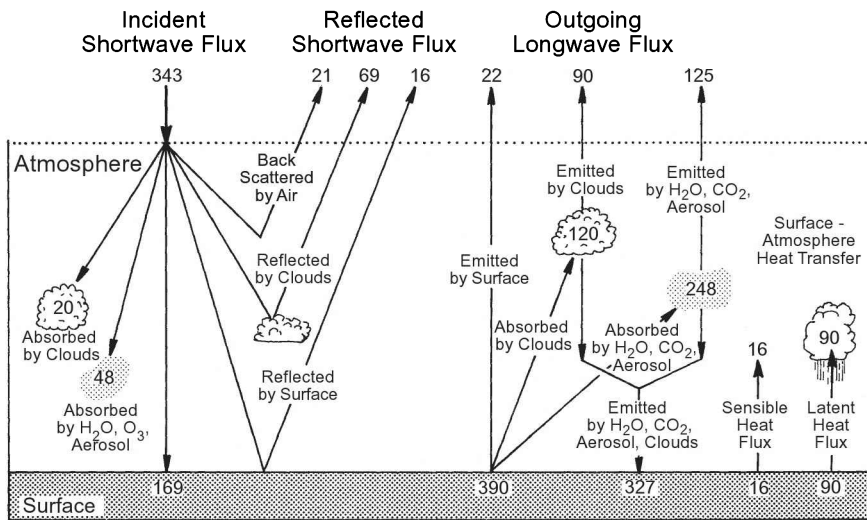 Incident
Shortwave Flux
Reflected
Shortwave Flux
Outgoing
Longwave Flux
343
21
69
16
22
90
125
Atmosphere
Back
Scattered
by Air
Emitted
by Clouds
Emitted
by H₂O, CO₂,
Aerosol
Surface -
Atmosphere
Heat Transfer
120
Reflected
by Clouds
Emitted
by Surface
20
Absorbed
by Clouds
248
Absorbed
by Clouds
Absorbed
by H₂O, CO₂,
Aerosol
16
90
48
Absorbed
by H₂O, O₃,
Aerosol
Reflected
by Surface
Emitted
by H₂O, CO₂,
Aerosol, Clouds
Sensible
Heat
Flux
Latent
Heat
Flux
169
390
327
16
90
Surface